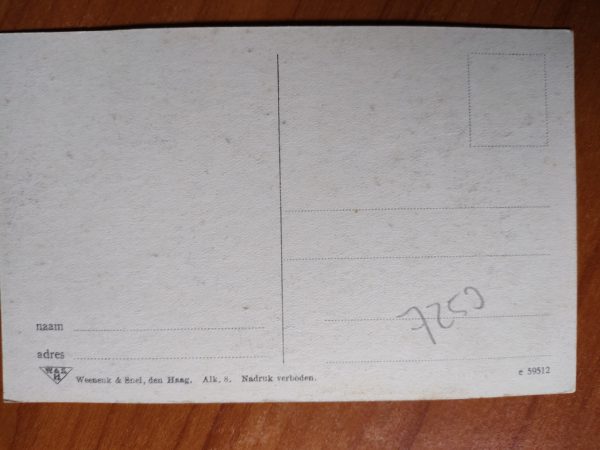 7250
naam
adres
W & S
H
Weenenk & Snel, den Haag. Alk. 8. Nadruk verboden.
e 59512